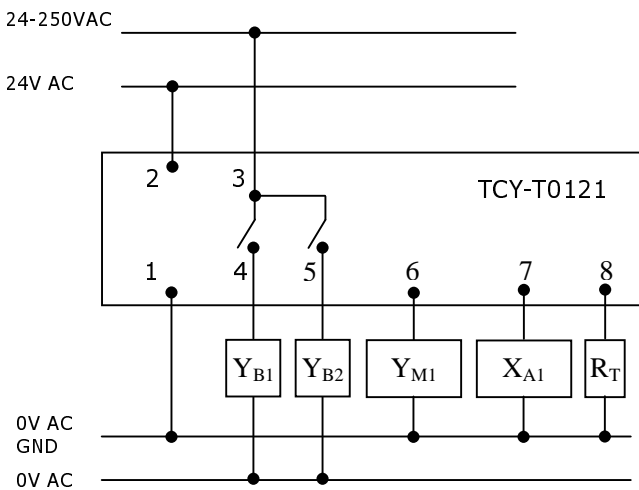 24-250VAC
24V AC
2
3
TCY-T0121
1
4
5
6
7
8
YB1
YB2
YM1
XA1
RT
0V AC
GND
0V AC